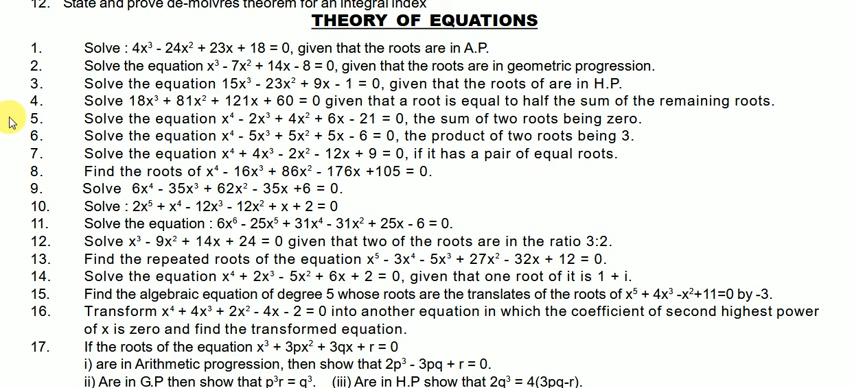 12. State and prove de-moivres theorem for an integral index
THEORY OF EQUATIONS
1. Solve : 4x³ - 24x² + 23x + 18 = 0, given that the roots are in A.P.
2. Solve the equation x³ - 7x² + 14x - 8 = 0, given that the roots are in geometric progression.
3. Solve the equation 15x³ - 23x² + 9x - 1 = 0, given that the roots of are in H.P.
4. Solve 18x³ + 81x² + 121x + 60 = 0 given that a root is equal to half the sum of the remaining roots.
5. Solve the equation x⁴ - 2x³ + 4x² + 6x - 21 = 0, the sum of two roots being zero.
6. Solve the equation x⁴ - 5x³ + 5x² + 5x - 6 = 0, the product of two roots being 3.
7. Solve the equation x⁴ + 4x³ - 2x² - 12x + 9 = 0, if it has a pair of equal roots.
8. Find the roots of x⁴ - 16x³ + 86x² - 176x +105 = 0.
9. Solve 6x⁴ - 35x³ + 62x² - 35x +6 = 0.
10. Solve : 2x⁵ + x⁴ - 12x³ - 12x² + x + 2 = 0
11. Solve the equation : 6x⁶ - 25x⁵ + 31x⁴ - 31x² + 25x - 6 = 0.
12. Solve x³ - 9x² + 14x + 24 = 0 given that two of the roots are in the ratio 3:2.
13. Find the repeated roots of the equation x⁵ - 3x⁴ - 5x³ + 27x² - 32x + 12 = 0.
14. Solve the equation x⁴ + 2x³ - 5x² + 6x + 2 = 0, given that one root of it is 1 + i.
15. Find the algebraic equation of degree 5 whose roots are the translates of the roots of x⁵ + 4x³ -x²+11=0 by -3.
16. Transform x⁴ + 4x³ + 2x² - 4x - 2 = 0 into another equation in which the coefficient of second highest power
of x is zero and find the transformed equation.
17. If the roots of the equation x³ + 3px² + 3qx + r = 0
i) are in Arithmetic progression, then show that 2p³ - 3pq + r = 0.
ii) Are in G.P then show that p³r = q³. (iii) Are in H.P show that 2q³ = 4(3pq-r).